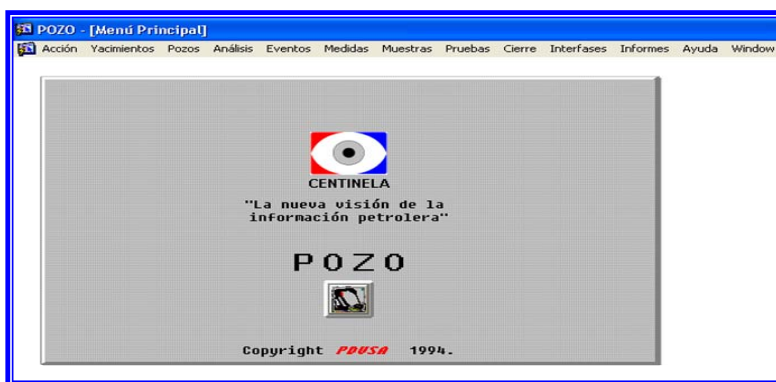 POZO - [Menú Principal]
Acción Yacimientos Pozos Análisis Eventos Medidas Muestras Pruebas Cierre Interfases Informes Ayuda Window
CENTINELA
"La nueva visión de la
información petrolera"
POZO
Copyright PDVSA 1994.